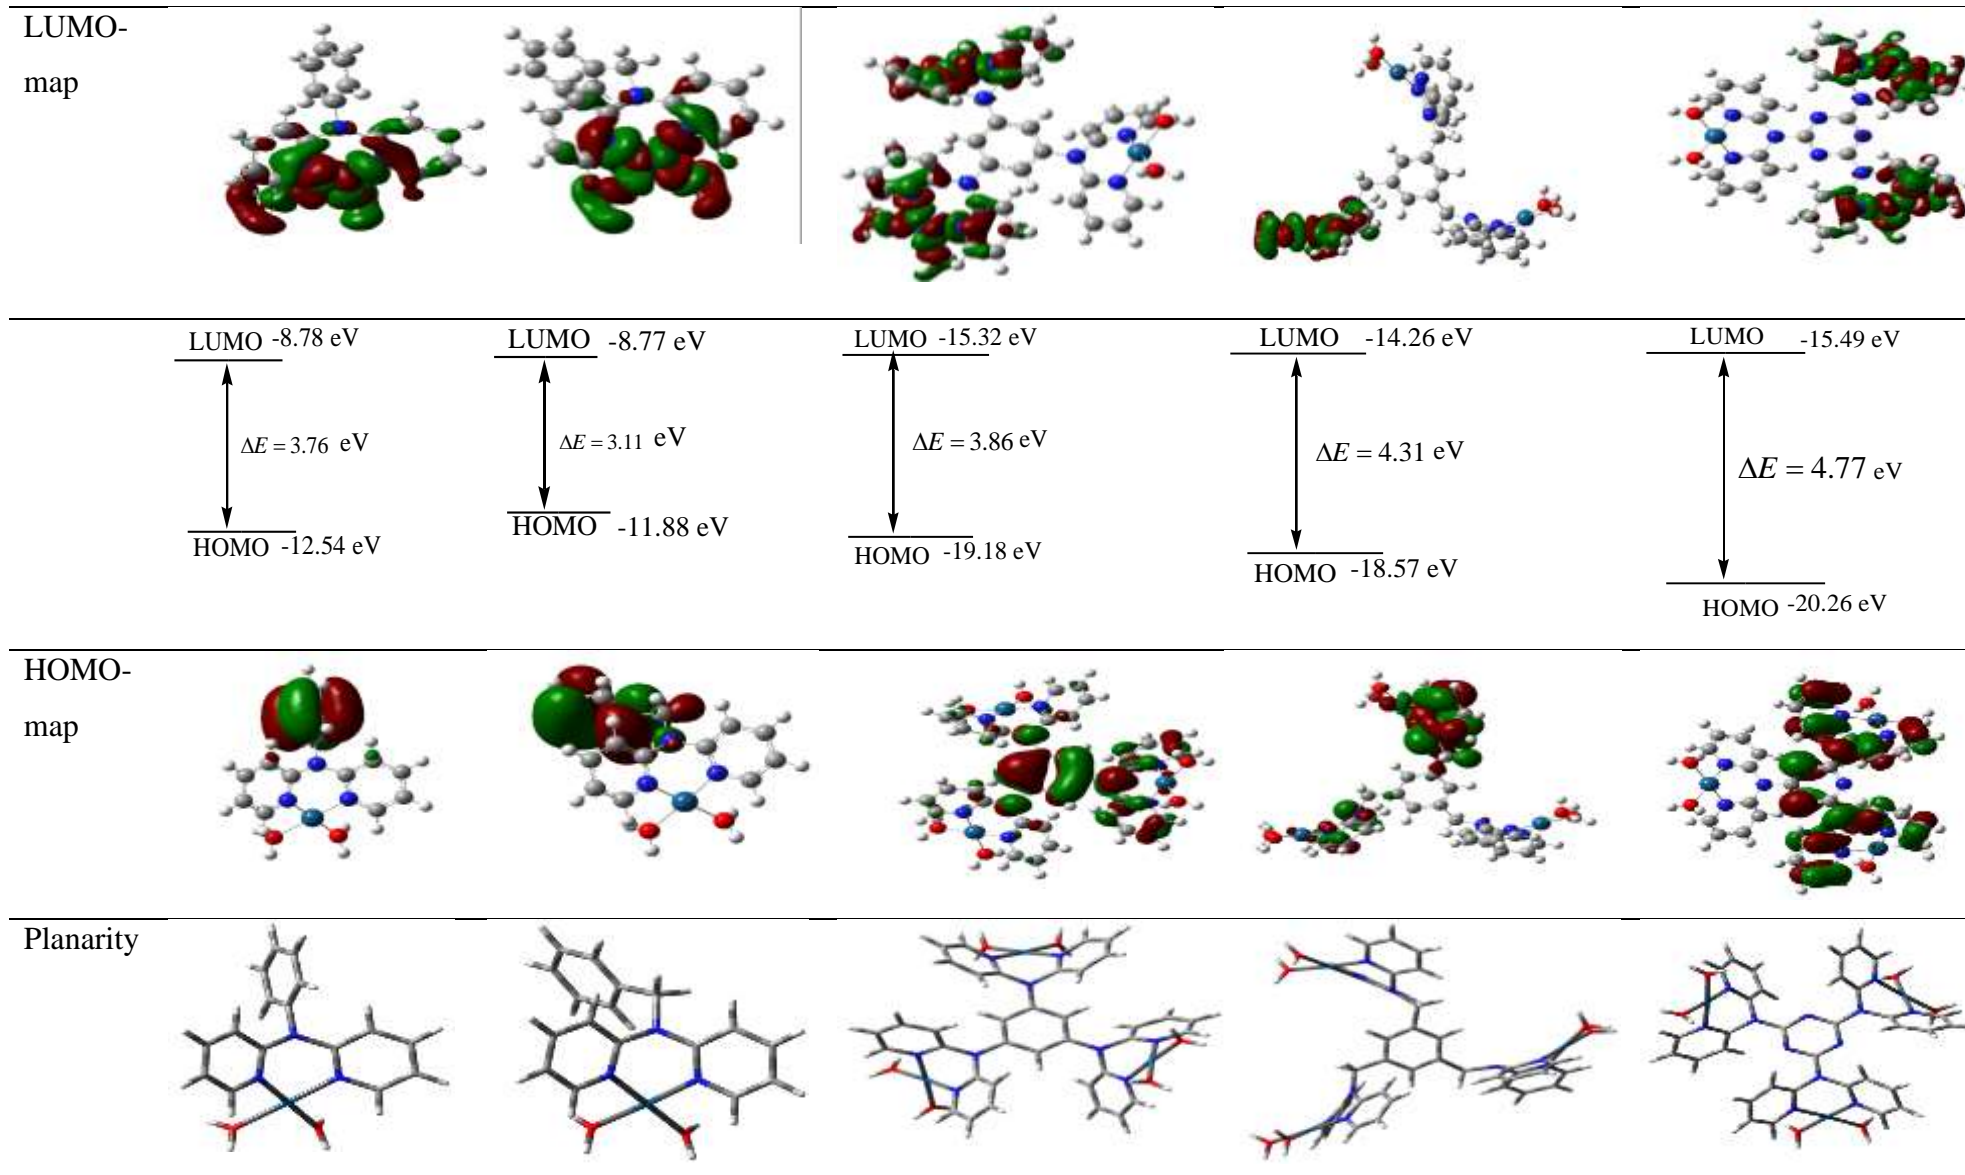 LUMO-
map
LUMO -8.78 eV
ΔE = 3.76 eV
HOMO -12.54 eV
LUMO -8.77 eV
ΔE = 3.11 eV
HOMO -11.88 eV
LUMO -15.32 eV
ΔE = 3.86 eV
HOMO -19.18 eV
LUMO -14.26 eV
ΔE = 4.31 eV
HOMO -18.57 eV
LUMO -15.49 eV
ΔE = 4.77 eV
HOMO -20.26 eV
HOMO-
map
Planarity